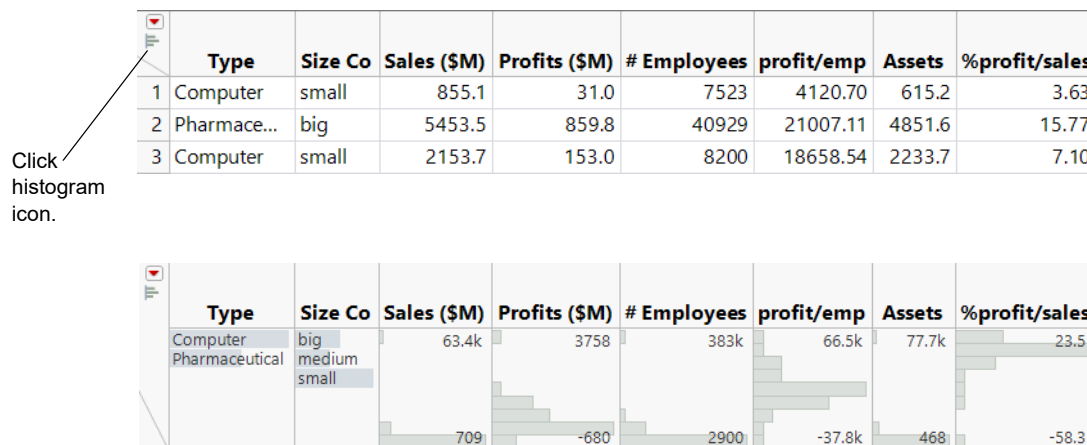 Type Size Co Sales ($M) Profits ($M) # Employees profit/emp Assets %profit/sales
1 Computer small 855.1 31.0 7523 4120.70 615.2 3.63
2 Pharmace... big 5453.5 859.8 40929 21007.11 4851.6 15.77
3 Computer small 2153.7 153.0 8200 18658.54 2233.7 7.10
Click
histogram
icon.
Type Size Co Sales ($M) Profits ($M) # Employees profit/emp Assets %profit/sales
Computer big 63.4k 3758 383k 66.5k 77.7k 23.5
Pharmaceutical medium
small
709 -680 2900 -37.8k 468 -58.3